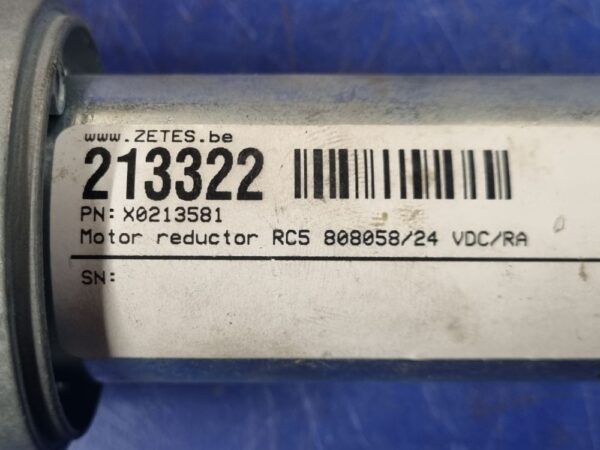 www.ZETES.be
213322
PN: X0213581
Motor reductor RC5 808058/24 VDC/RA
SN: